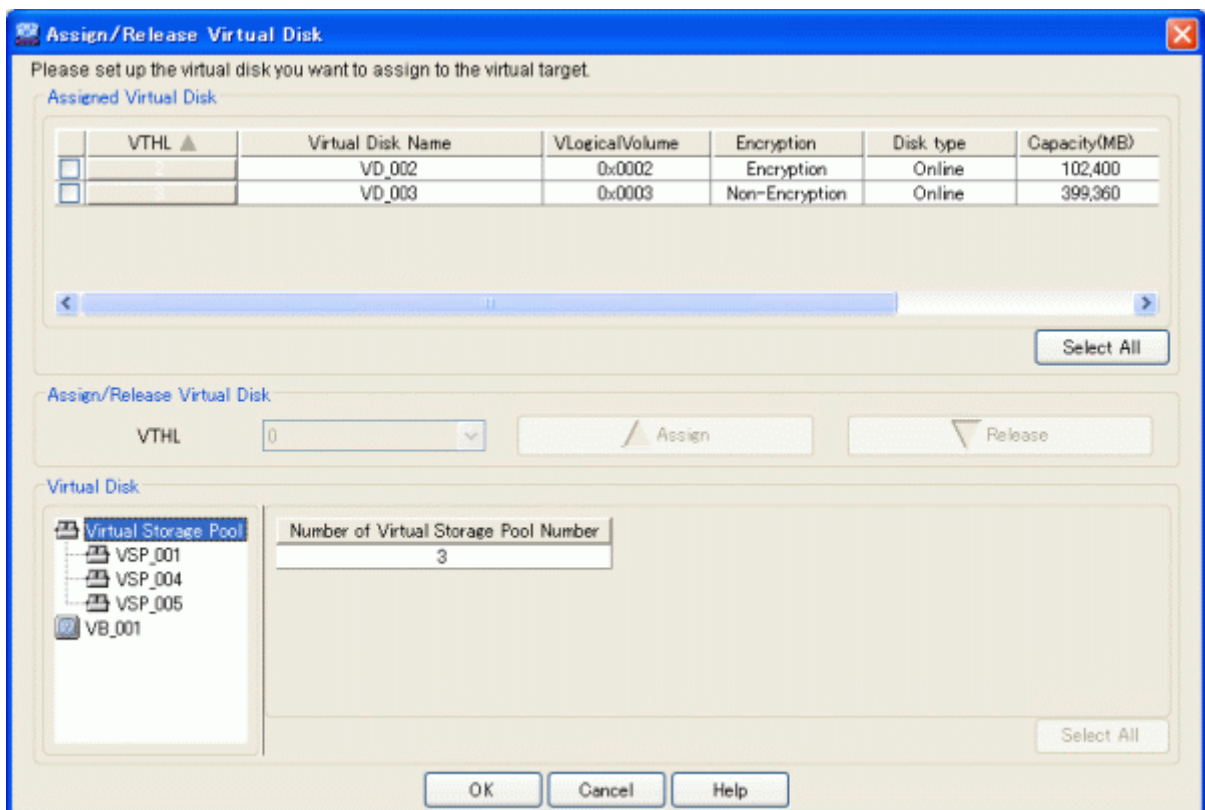 Assign/Release Virtual Disk
Please set up the virtual disk you want to assign to the virtual target.
Assigned Virtual Disk
VTHL Virtual Disk Name VLogicalVolume Encryption Disk type Capacity(MB)
2 VD_002 0x0002 Encryption Online 102,400
3 VD_003 0x0003 Non-Encryption Online 399,360
Select All
Assign/Release Virtual Disk
VTHL 0 Assign Release
Virtual Disk
Virtual Storage Pool
VSP_001
VSP_004
VSP_005
VB_001
Number of Virtual Storage Pool Number
3
Select All
OK Cancel Help